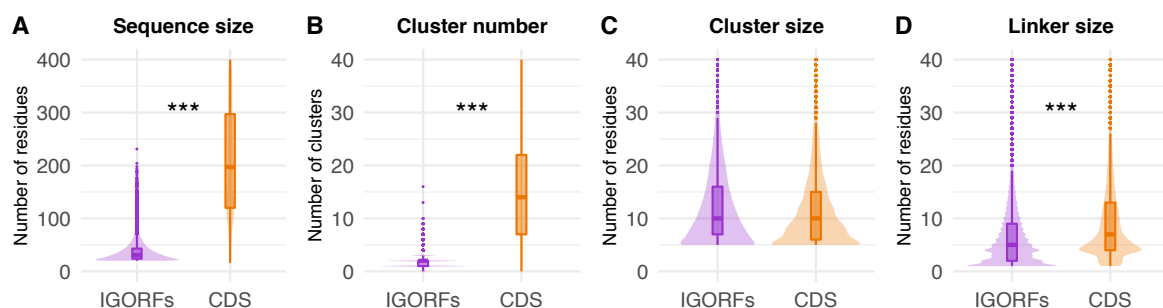 A Sequence size
Number of residues
400
300
200
100
0
***
IGORFs CDS
B Cluster number
Number of clusters
40
30
20
10
0
***
IGORFs CDS
C Cluster size
Number of residues
40
30
20
10
0
IGORFs CDS
D Linker size
Number of residues
40
30
20
10
0
***
IGORFs CDS